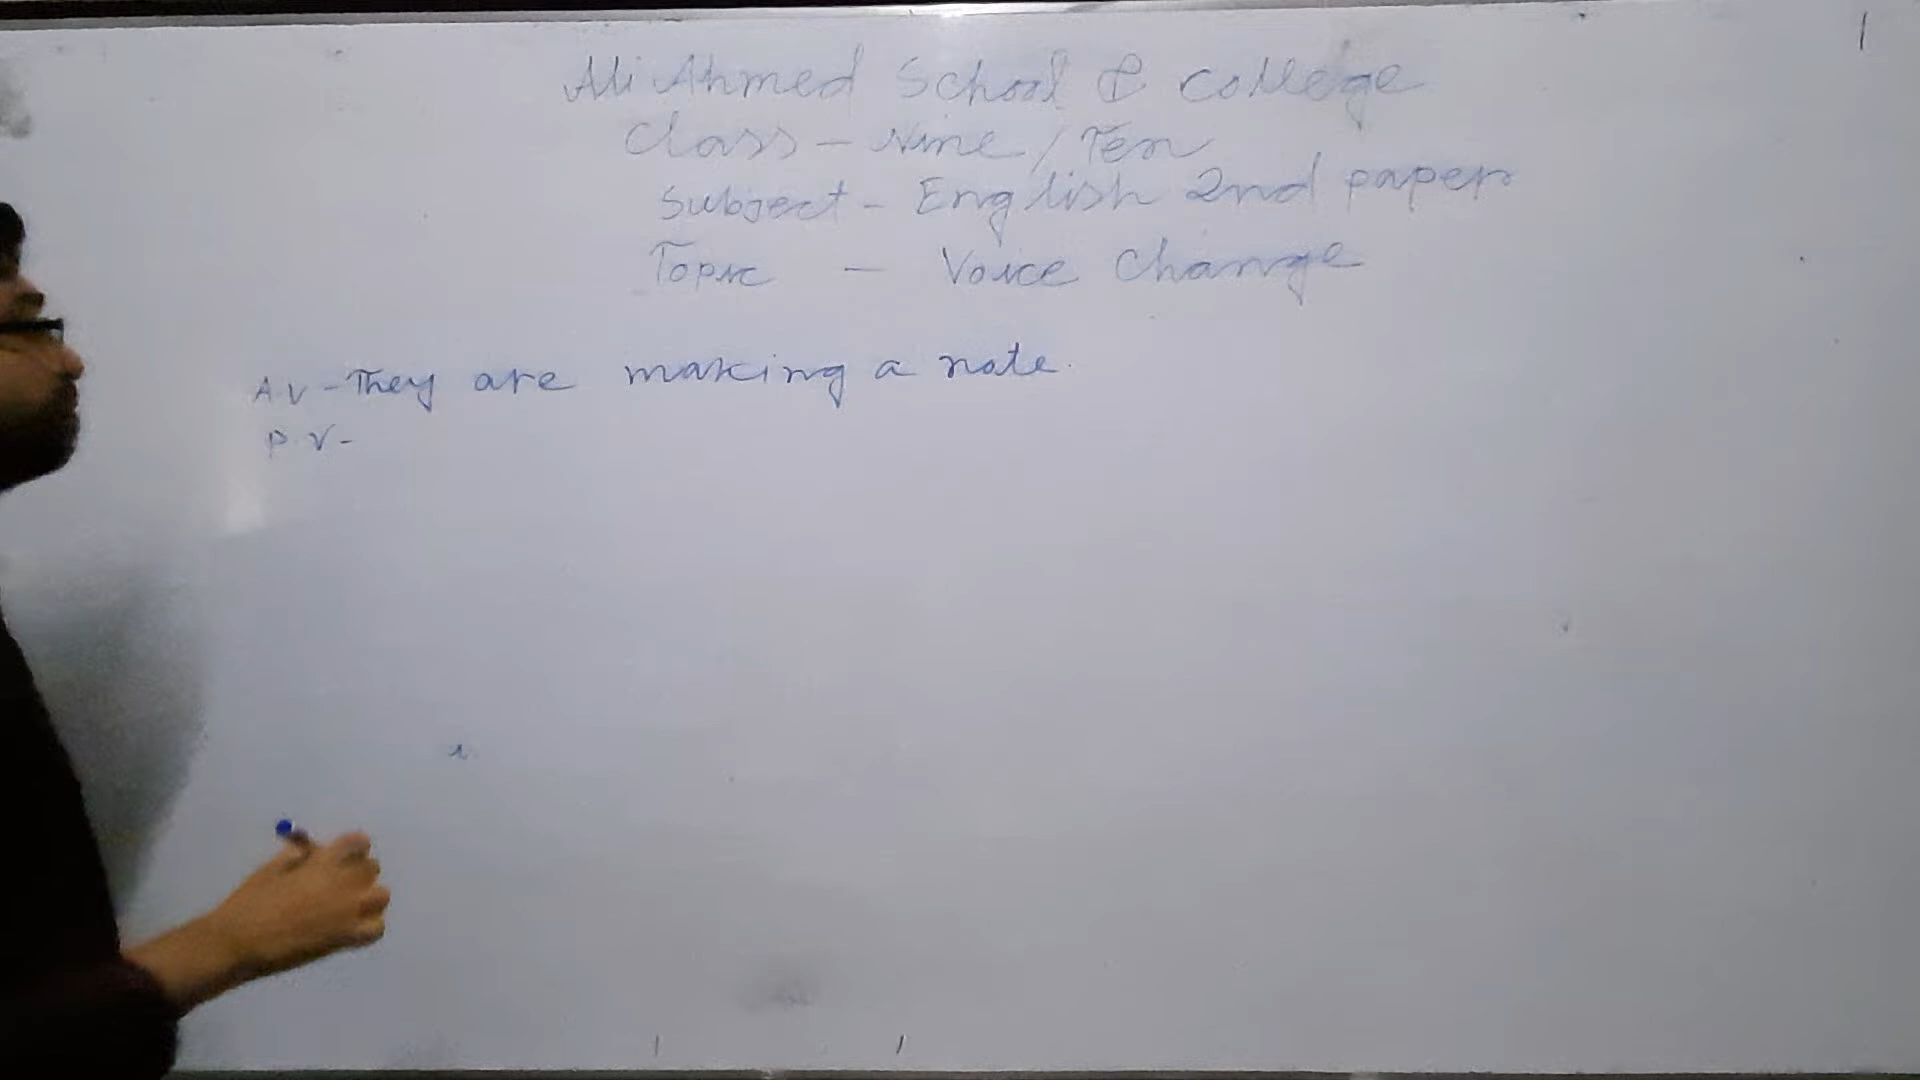 Ali Ahmed School & College
Class - Nine / Ten
Subject - English 2nd paper
Topic - Voice Change
A.V - They are making a note.
P.V -